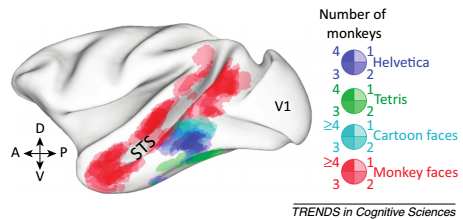 Number of
monkeys
4 1
3 2
Helvetica
4 1
3 2
Tetris
≥4 1
3 2
Cartoon faces
≥4 1
3 2
Monkey faces
V1
STS
D
A P
V
TRENDS in Cognitive Sciences